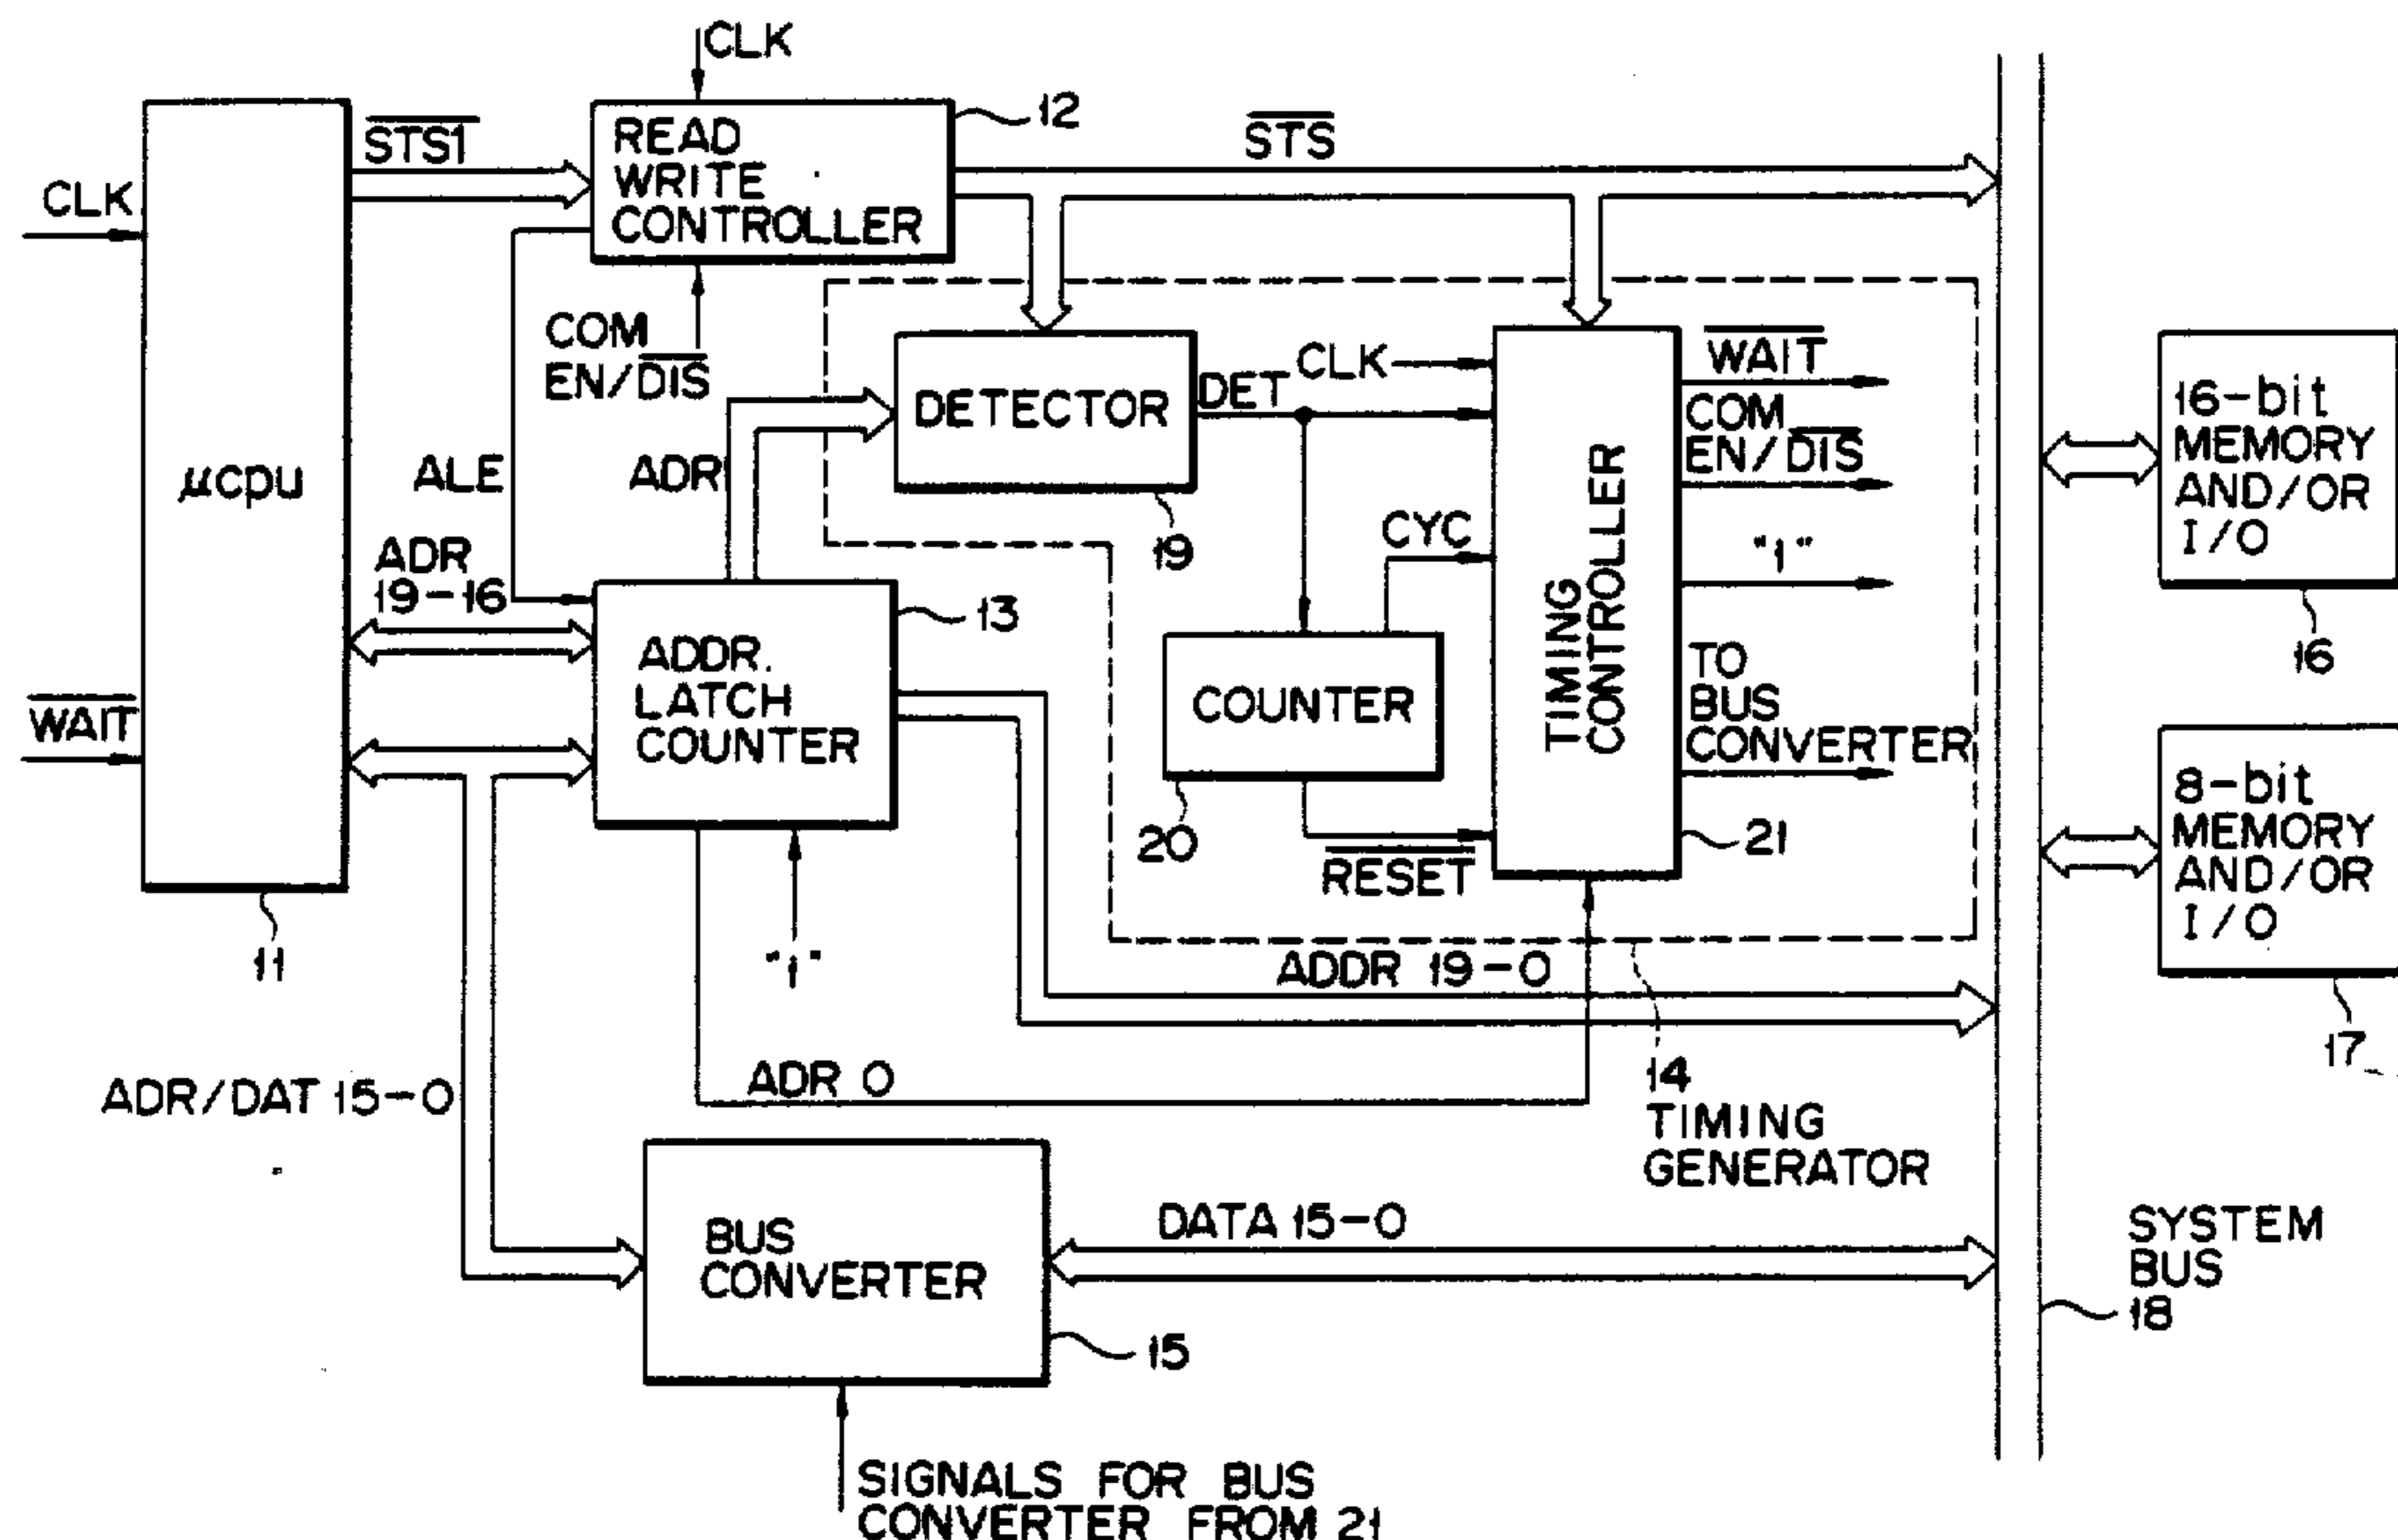 CLK
STS1
READ
WRITE
CONTROLLER
12
STS
CLK
COM
EN/DIS
μcpu
ALE
ADR
DETECTOR
19
DET
CLK
CYC
WAIT
COM
EN/DIS
"1"
TO
BUS
CONVERTER
TIMING
CONTROLLER
21
16-bit
MEMORY
AND/OR
I/O
16
ADR
19-16
ADDR.
LATCH
COUNTER
13
COUNTER
20
RESET
WAIT
11
"1"
8-bit
MEMORY
AND/OR
I/O
17
ADDR 19-0
ADR 0
14
TIMING
GENERATOR
ADR/DAT 15-0
BUS
CONVERTER
15
DATA 15-0
SYSTEM
BUS
18
SIGNALS FOR BUS
CONVERTER FROM 21